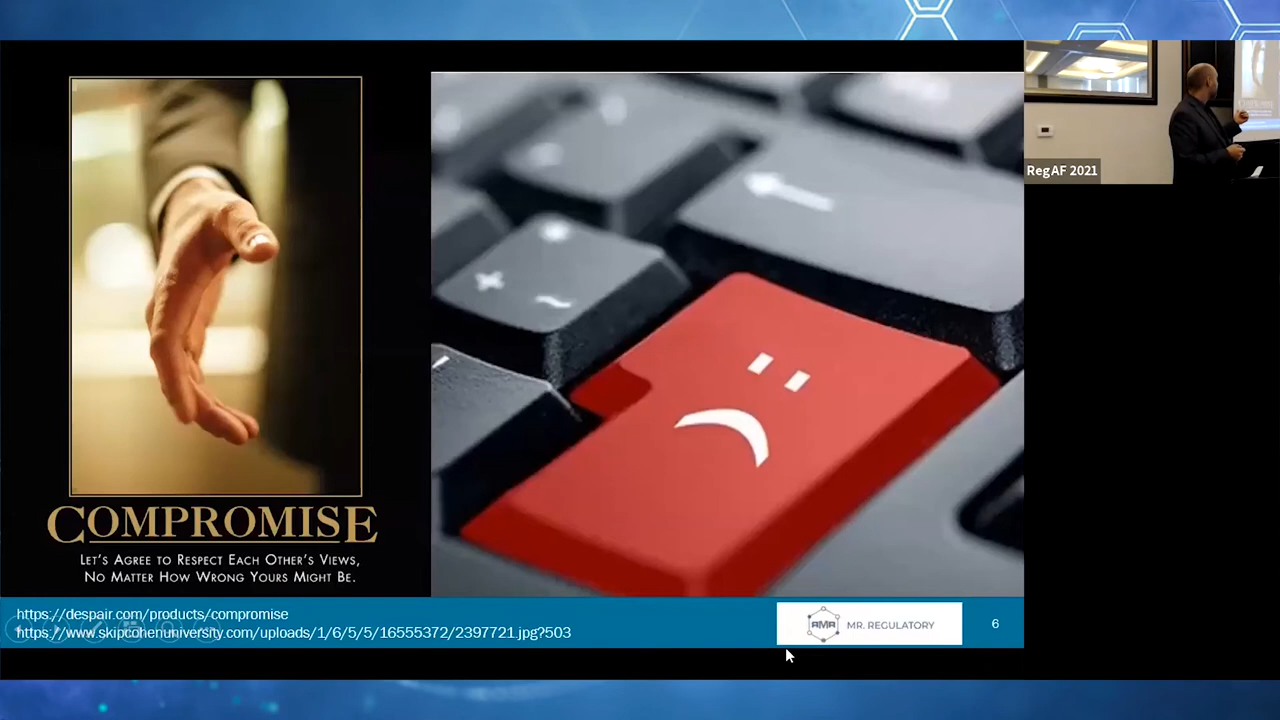 COMPROMISE
LET'S AGREE TO RESPECT EACH OTHER'S VIEWS,
NO MATTER HOW WRONG YOURS MIGHT BE.
https://despair.com/products/compromise
https://www.skipcohenuniversity.com/uploads/1/6/5/5/16555372/2397721.jpg?503
RMR
MR. REGULATORY
6
RegAF 2021